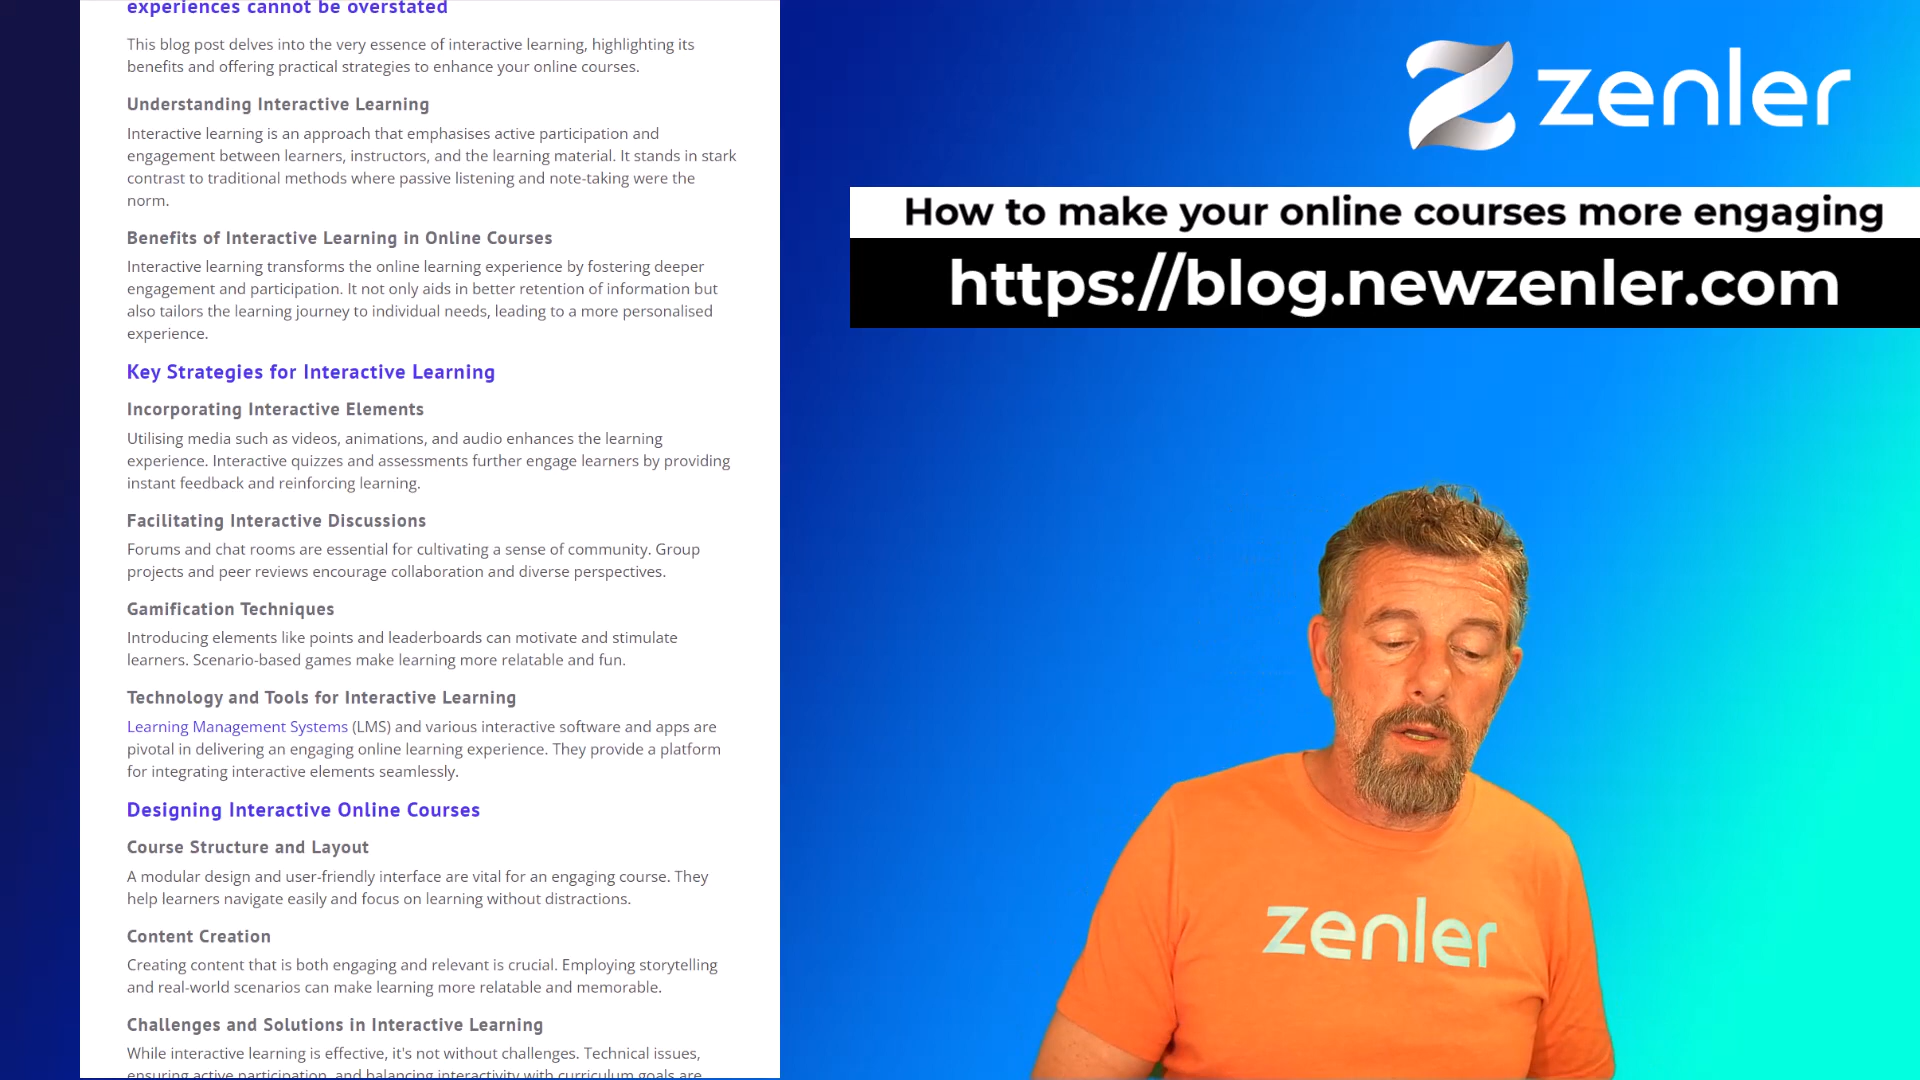 experiences cannot be overstated
This blog post delves into the very essence of interactive learning, highlighting its
benefits and offering practical strategies to enhance your online courses.
Understanding Interactive Learning
Interactive learning is an approach that emphasises active participation and
engagement between learners, instructors, and the learning material. It stands in stark
contrast to traditional methods where passive listening and note-taking were the
norm.
Benefits of Interactive Learning in Online Courses
Interactive learning transforms the online learning experience by fostering deeper
engagement and participation. It not only aids in better retention of information but
also tailors the learning journey to individual needs, leading to a more personalised
experience.
Key Strategies for Interactive Learning
Incorporating Interactive Elements
Utilising media such as videos, animations, and audio enhances the learning
experience. Interactive quizzes and assessments further engage learners by providing
instant feedback and reinforcing learning.
Facilitating Interactive Discussions
Forums and chat rooms are essential for cultivating a sense of community. Group
projects and peer reviews encourage collaboration and diverse perspectives.
Gamification Techniques
Introducing elements like points and leaderboards can motivate and stimulate
learners. Scenario-based games make learning more relatable and fun.
Technology and Tools for Interactive Learning
Learning Management Systems (LMS) and various interactive software and apps are
pivotal in delivering an engaging online learning experience. They provide a platform
for integrating interactive elements seamlessly.
Designing Interactive Online Courses
Course Structure and Layout
A modular design and user-friendly interface are vital for an engaging course. They
help learners navigate easily and focus on learning without distractions.
Content Creation
Creating content that is both engaging and relevant is crucial. Employing storytelling
and real-world scenarios can make learning more relatable and memorable.
Challenges and Solutions in Interactive Learning
While interactive learning is effective, it's not without challenges. Technical issues,
ensuring active participation, and balancing interactivity with curriculum goals are
zenler
How to make your online courses more engaging
https://blog.newzenler.com
zenler